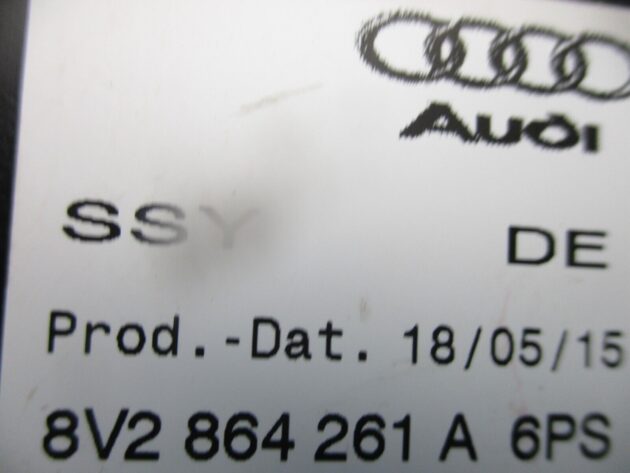 Audi
SSY DE
Prod.-Dat. 18/05/15
8V2 864 261 A 6PS